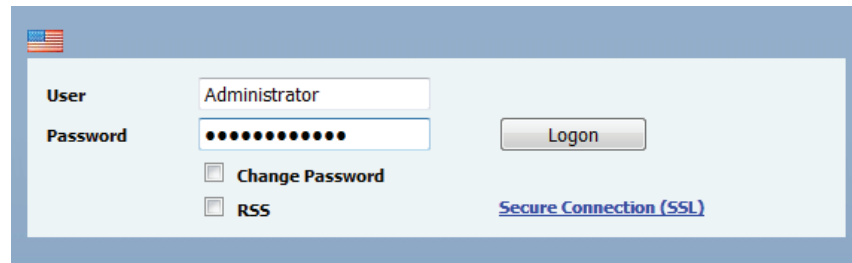 User Administrator
Password ●●●●●●●●●●●● Logon
Change Password
RSS Secure Connection (SSL)